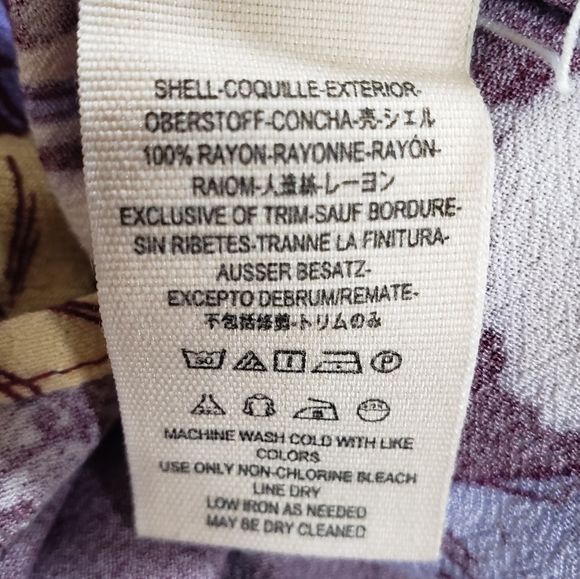 SHELL-COQUILLE-EXTERIOR-
OBERSTOFF-CONCHA-壳-シェル
100% RAYON-RAYONNE-RAYÓN-
RAIOM-人造絲-レーヨン
EXCLUSIVE OF TRIM-SAUF BORDURE-
SIN RIBETES-TRANNE LA FINITURA-
AUSSER BESATZ-
EXCEPTO DEBRUM/REMATE-
不包括修剪-トリムのみ
MACHINE WASH COLD WITH LIKE
COLORS
USE ONLY NON-CHLORINE BLEACH
LINE DRY
LOW IRON AS NEEDED
MAY BE DRY CLEANED